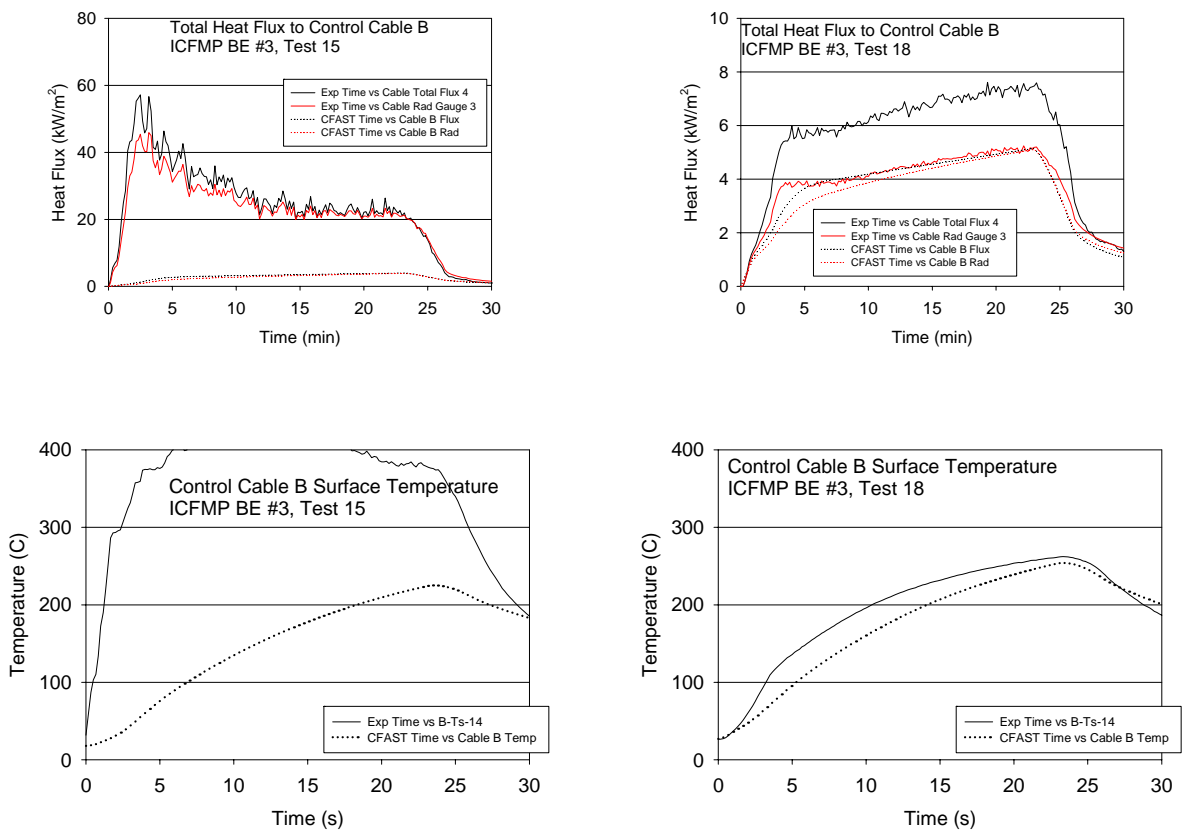 Total Heat Flux to Control Cable B
ICFMP BE #3, Test 15
Exp Time vs Cable Total Flux 4
Exp Time vs Cable Rad Gauge 3
CFAST Time vs Cable B Flux
CFAST Time vs Cable B Rad
Heat Flux (kW/m²)
80
60
40
20
0
0 5 10 15 20 25 30
Time (min)
Total Heat Flux to Control Cable B
ICFMP BE #3, Test 18
Exp Time vs Cable Total Flux 4
Exp Time vs Cable Rad Gauge 3
CFAST Time vs Cable B Flux
CFAST Time vs Cable B Rad
Heat Flux (kW/m²)
10
8
6
4
2
0
0 5 10 15 20 25 30
Time (min)
Control Cable B Surface Temperature
ICFMP BE #3, Test 15
Exp Time vs B-Ts-14
CFAST Time vs Cable B Temp
Temperature (C)
400
300
200
100
0
0 5 10 15 20 25 30
Time (s)
Control Cable B Surface Temperature
ICFMP BE #3, Test 18
Exp Time vs B-Ts-14
CFAST Time vs Cable B Temp
Temperature (C)
400
300
200
100
0
0 5 10 15 20 25 30
Time (s)